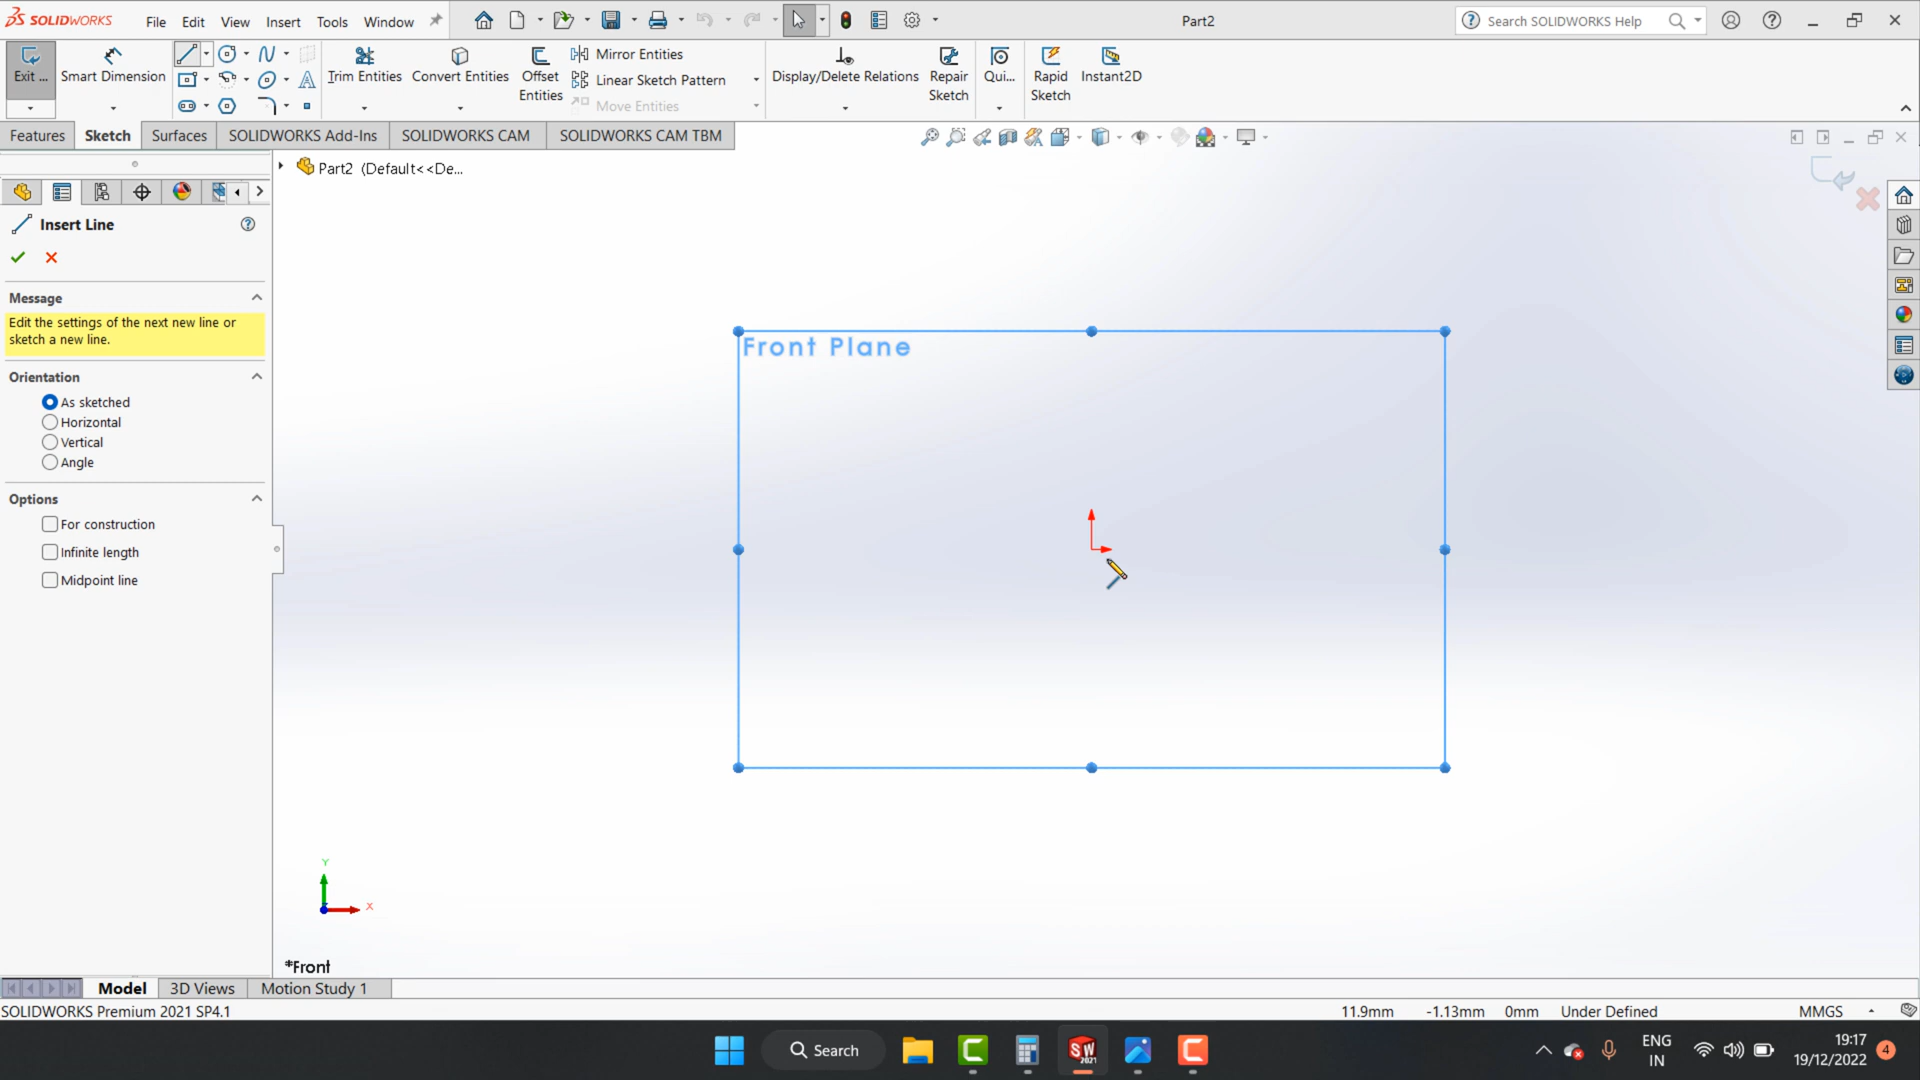 SOLIDWORKS
File
Edit
View
Insert
Tools
Window
Part2
Search SOLIDWORKS Help
Exit ...
Smart Dimension
Trim Entities
Convert Entities
Offset
Entities
Mirror Entities
Linear Sketch Pattern
Move Entities
Display/Delete Relations
Repair
Sketch
Qui...
Rapid
Sketch
Instant2D
Features
Sketch
Surfaces
SOLIDWORKS Add-Ins
SOLIDWORKS CAM
SOLIDWORKS CAM TBM
Part2 (Default<<De...
Insert Line
Message
Edit the settings of the next new line or
sketch a new line.
Orientation
As sketched
Horizontal
Vertical
Angle
Options
For construction
Infinite length
Midpoint line
Front Plane
Y
X
*Front
Model
3D Views
Motion Study 1
SOLIDWORKS Premium 2021 SP4.1
11.9mm
-1.13mm
0mm
Under Defined
MMGS
Search
SW
2021
ENG
IN
19:17
19/12/2022
4